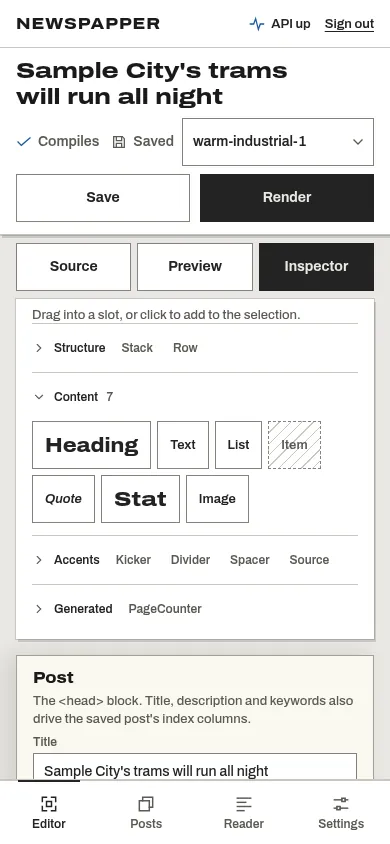 NEWSPAPPER
API up
Sign out
Sample City's trams
will run all night
Compiles
Saved
warm-industrial-1
Save
Render
Source
Preview
Inspector
Drag into a slot, or click to add to the selection.
Structure
Stack
Row
Content
7
Heading
Text
List
Item
Quote
Stat
Image
Accents
Kicker
Divider
Spacer
Source
Generated
PageCounter
Post
The <head> block. Title, description and keywords also
drive the saved post's index columns.
Title
Sample City's trams will run all night
Editor
Posts
Reader
Settings